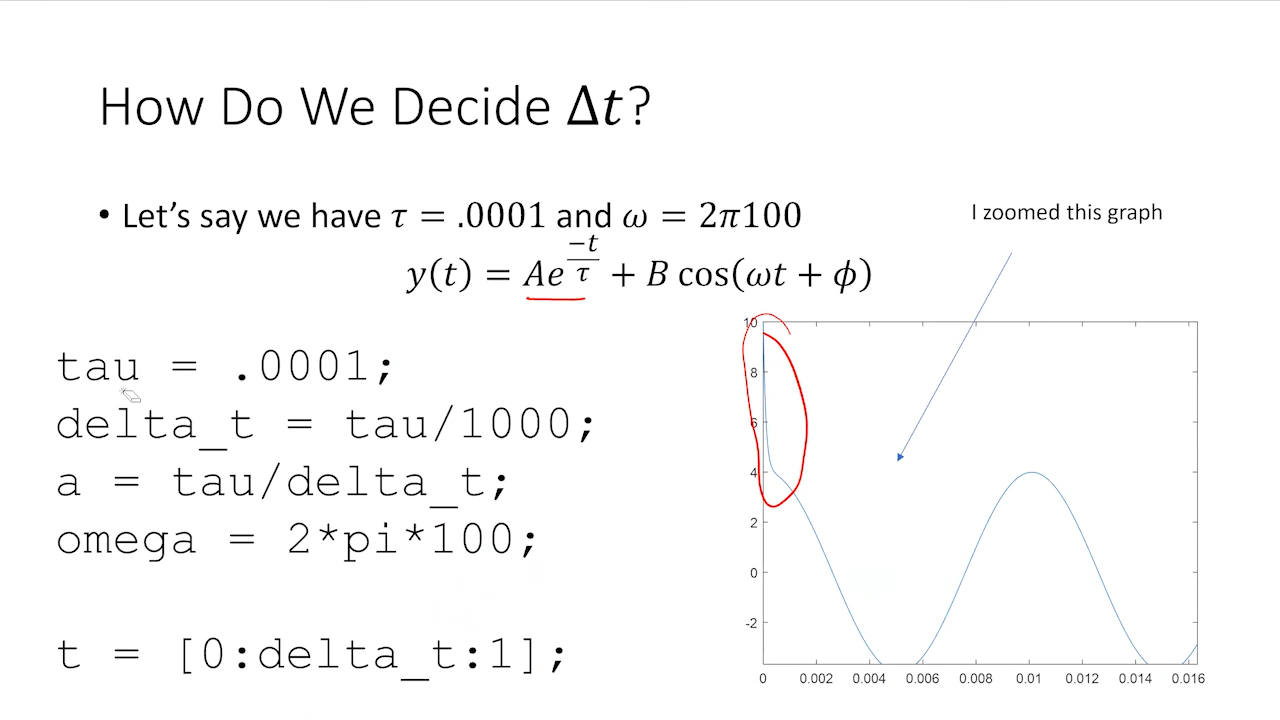 How Do We Decide Δt?
• Let's say we have τ = .0001 and ω = 2π100
y(t) = Ae^(−t/τ) + B cos(ωt + ϕ)
I zoomed this graph
tau = .0001;
delta_t = tau/1000;
a = tau/delta_t;
omega = 2*pi*100;
t = [0:delta_t:1];
10
8
6
4
2
0
-2
0 0.002 0.004 0.006 0.008 0.01 0.012 0.014 0.016